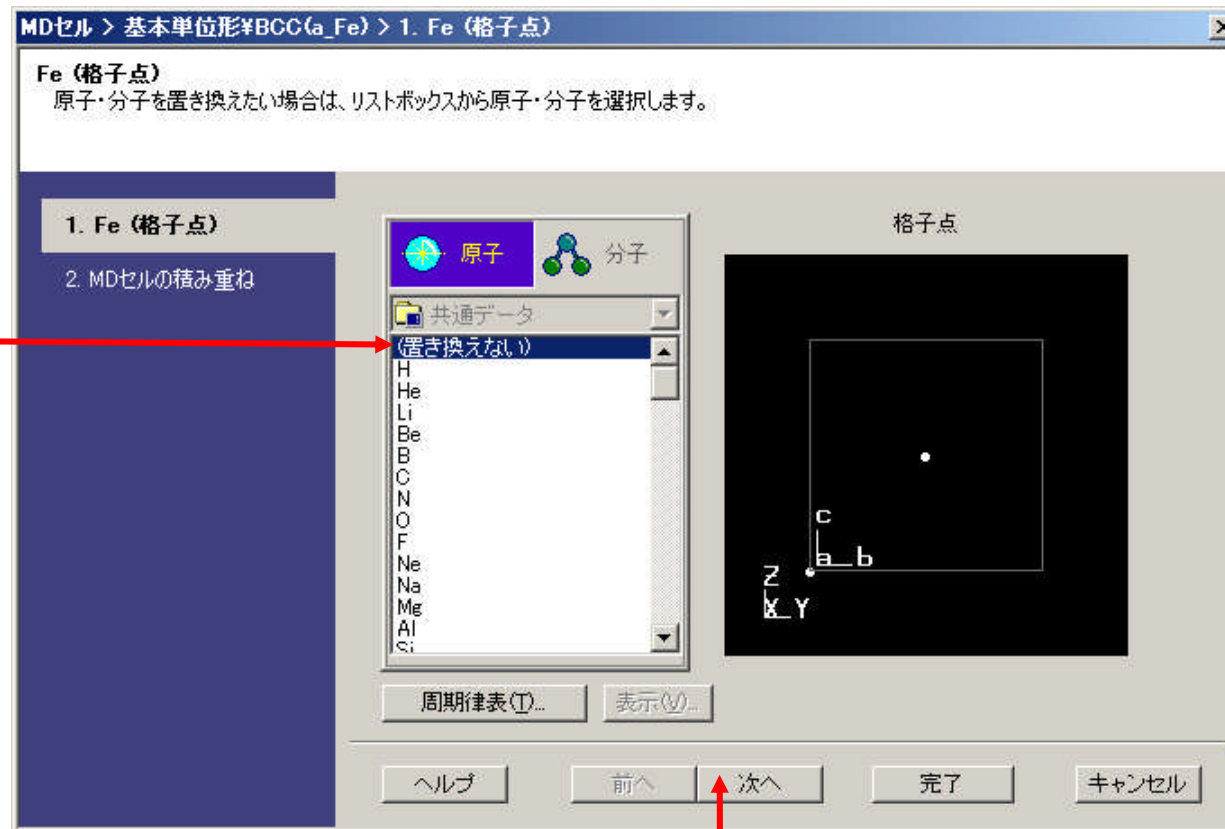 MDセル > 基本単位形¥BCC(a_Fe) > 1. Fe (格子点)
Fe (格子点)
原子・分子を置き換えたい場合は、リストボックスから原子・分子を選択します。
1. Fe (格子点)
2. MDセルの積み重ね
原子
分子
共通データ
(置き換えない)
H
He
Li
Be
B
C
N
O
F
Ne
Na
Mg
Al
Si
周期律表(T)...
表示(V)...
格子点
c
a b
Z
X Y
ヘルプ
前へ
次へ
完了
キャンセル